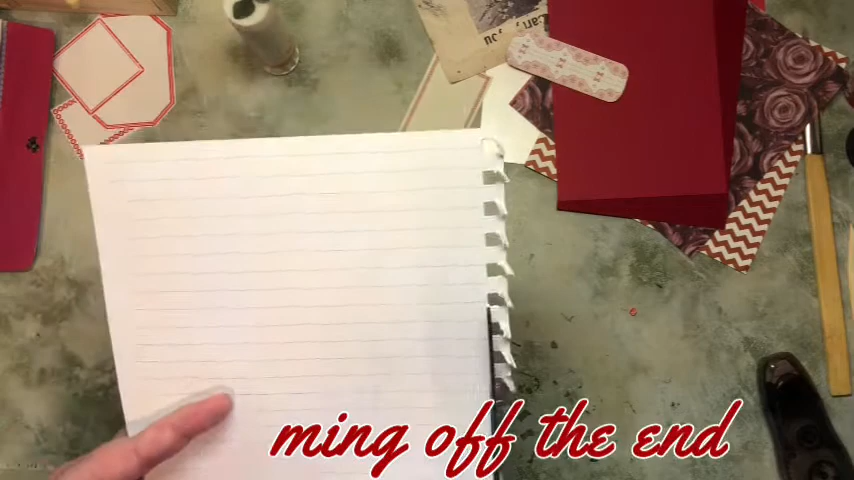 ming off the end